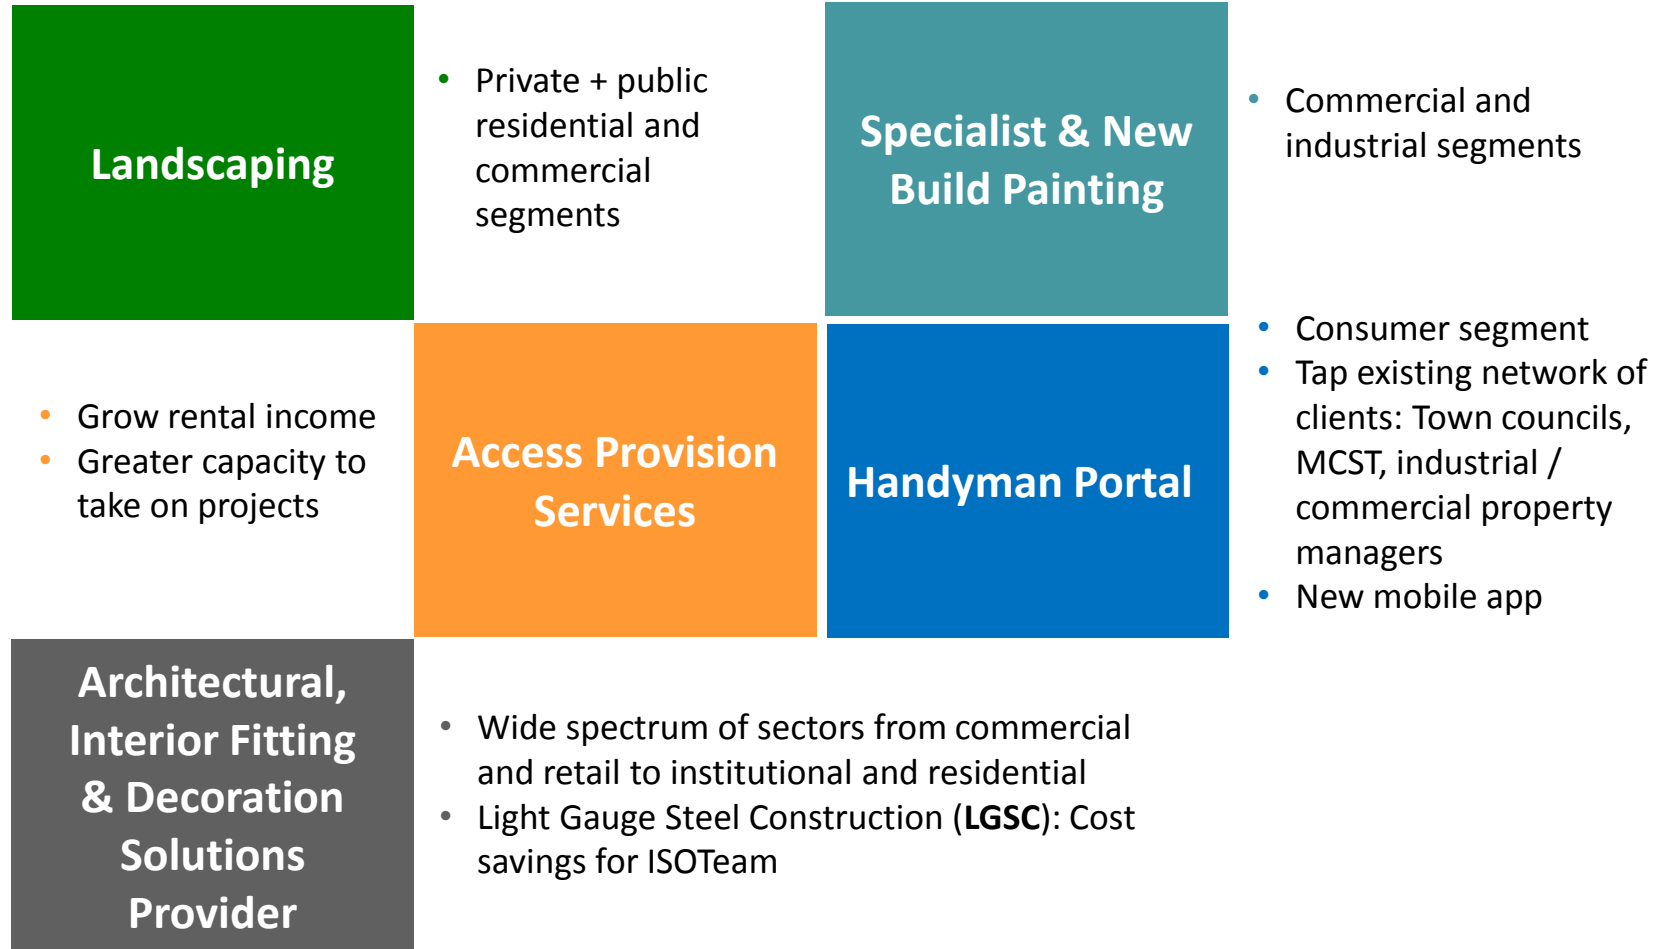 Landscaping
• Private + public
residential and
commercial
segments
Specialist & New
Build Painting
• Commercial and
industrial segments
• Grow rental income
• Greater capacity to
take on projects
Access Provision
Services
Handyman Portal
• Consumer segment
• Tap existing network of
clients: Town councils,
MCST, industrial /
commercial property
managers
• New mobile app
Architectural,
Interior Fitting
& Decoration
Solutions
Provider
• Wide spectrum of sectors from commercial
and retail to institutional and residential
• Light Gauge Steel Construction (LGSC): Cost
savings for ISOTeam